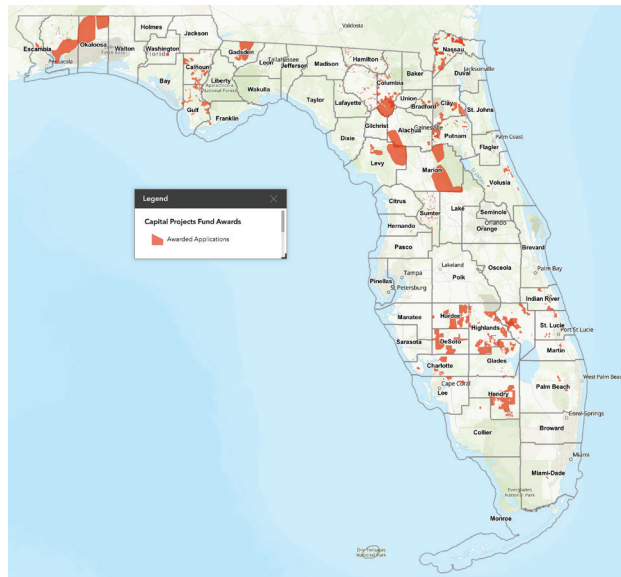 Valdosta
Holmes
Jackson
Escambia
Okaloosa
Walton
Washington
Florida
Pensacola
Gadsden
Tallahassee
Leon
Jefferson
Madison
Hamilton
Nassau
Jacksonville
Duval
Bay
Calhoun
Liberty
Apalachicola
National Forest
Wakulla
Taylor
Lafayette
Columbia
Baker
Union
Bradford
Clay
St. Johns
Gulf
Franklin
Dixie
Gilchrist
Alachua
Gainesville
Putnam
Palm Coast
Flagler
Levy
Marion
Volusia
Legend
Capital Projects Fund Awards
Awarded Applications
Citrus
Sumter
Lake
Seminole
Orlando
Orange
Hernando
Pasco
Brevard
Lakeland
Polk
Osceola
Palm Bay
Tampa
Pinellas
St Petersburg
Indian River
Manatee
Hardee
Highlands
St. Lucie
Port St Lucie
Sarasota
DeSoto
Martin
Charlotte
Glades
Cape Coral
Lee
Hendry
Palm Beach
West Palm Beach
Coral Springs
Collier
Broward
Miami
Miami-Dade
Everglades
National Park
Monroe
Dry Tortugas
National Park